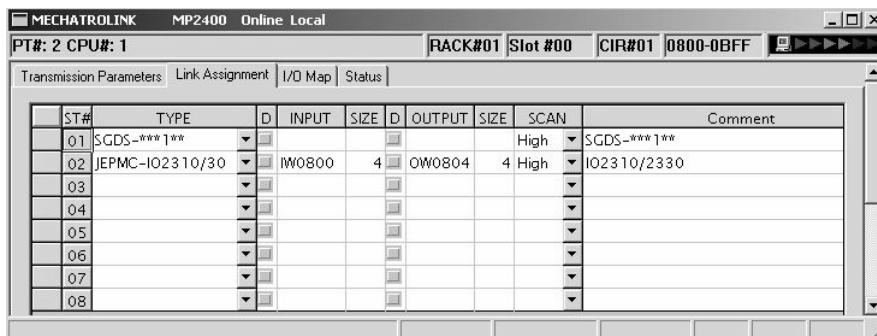 MECHATROLINK MP2400 Online Local
PT#: 2 CPU#: 1 RACK#01 Slot #00 CIR#01 0800-0BFF
Transmission Parameters Link Assignment I/O Map Status
ST# TYPE D INPUT SIZE D OUTPUT SIZE SCAN Comment
01 SGDS-***1** High SGDS-***1**
02 JEPMC-IO2310/30 IW0800 4 OW0804 4 High IO2310/2330
03
04
05
06
07
08